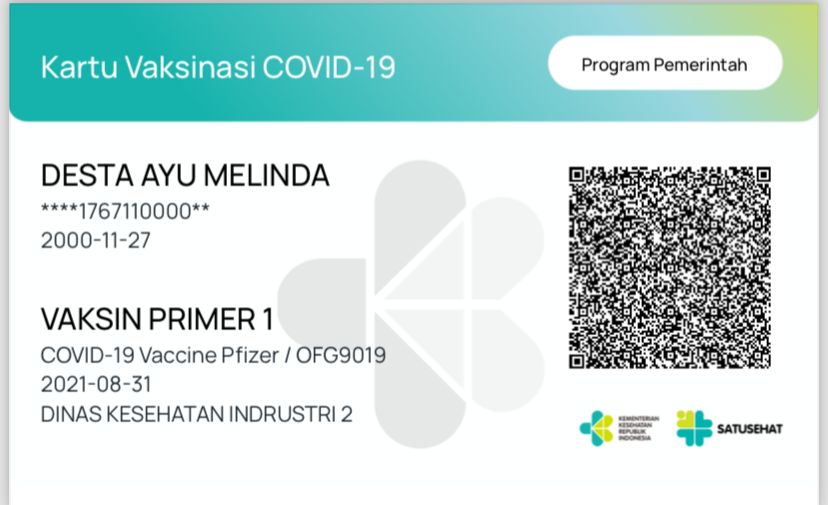 Kartu Vaksinasi COVID-19
Program Pemerintah
DESTA AYU MELINDA
****1767110000**
2000-11-27
VAKSIN PRIMER 1
COVID-19 Vaccine Pfizer / OFG9019
2021-08-31
DINAS KESEHATAN INDRUSTRI 2
KEMENTERIAN
KESEHATAN
REPUBLIK
INDONESIA
SATUSEHAT